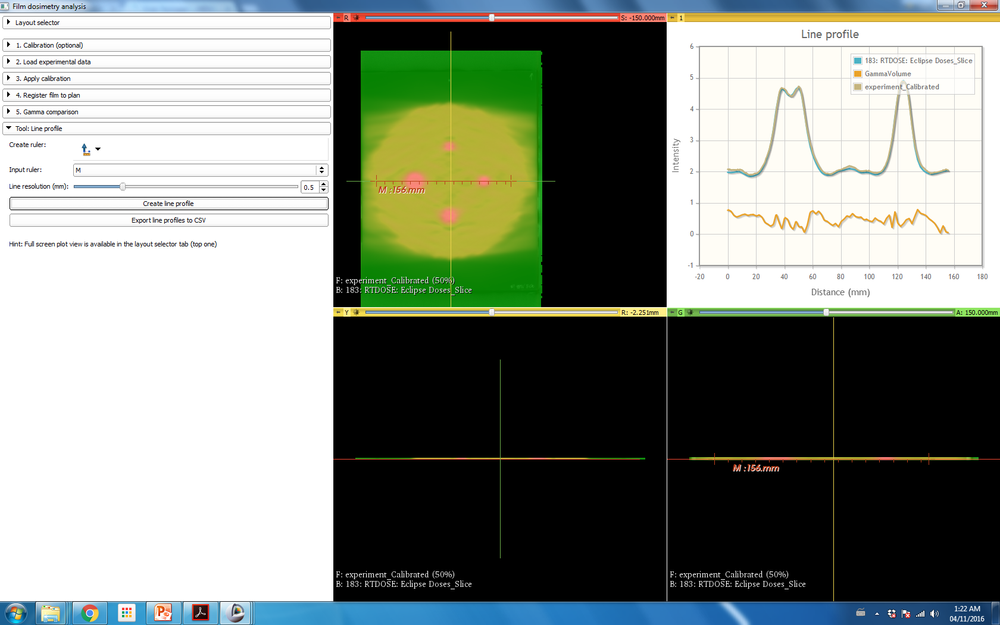 Film dosimetry analysis
Layout selector
1. Calibration (optional)
2. Load experimental data
3. Apply calibration
4. Register film to plan
5. Gamma comparison
Tool: Line profile
Create ruler:
Input ruler:
M
Line resolution (mm):
0.5
Create line profile
Export line profiles to CSV
Hint: Full screen plot view is available in the layout selector tab (top one)
R
S: -150.000mm
M :156.mm
F: experiment_Calibrated (50%)
B: 183: RTDOSE: Eclipse Doses_Slice
1
Line profile
183: RTDOSE: Eclipse Doses_Slice
GammaVolume
experiment_Calibrated
Intensity
6
5
4
3
2
1
0
-1
-20 0 20 40 60 80 100 120 140 160 180
Distance (mm)
Y
R: -2.251mm
F: experiment_Calibrated (50%)
B: 183: RTDOSE: Eclipse Doses_Slice
G
A: 150.000mm
M :156.mm
F: experiment_Calibrated (50%)
B: 183: RTDOSE: Eclipse Doses_Slice
1:22 AM
04/11/2016